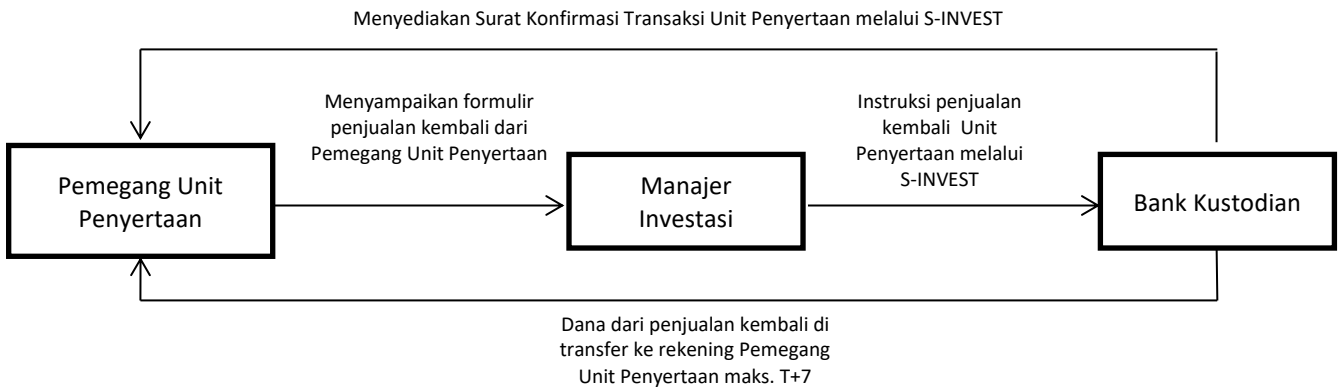 Menyediakan Surat Konfirmasi Transaksi Unit Penyertaan melalui S-INVEST
Menyampaikan formulir
penjualan kembali dari
Pemegang Unit Penyertaan
Instruksi penjualan
kembali Unit
Penyertaan melalui
S-INVEST
Pemegang Unit
Penyertaan
Manajer
Investasi
Bank Kustodian
Dana dari penjualan kembali di
transfer ke rekening Pemegang
Unit Penyertaan maks. T+7